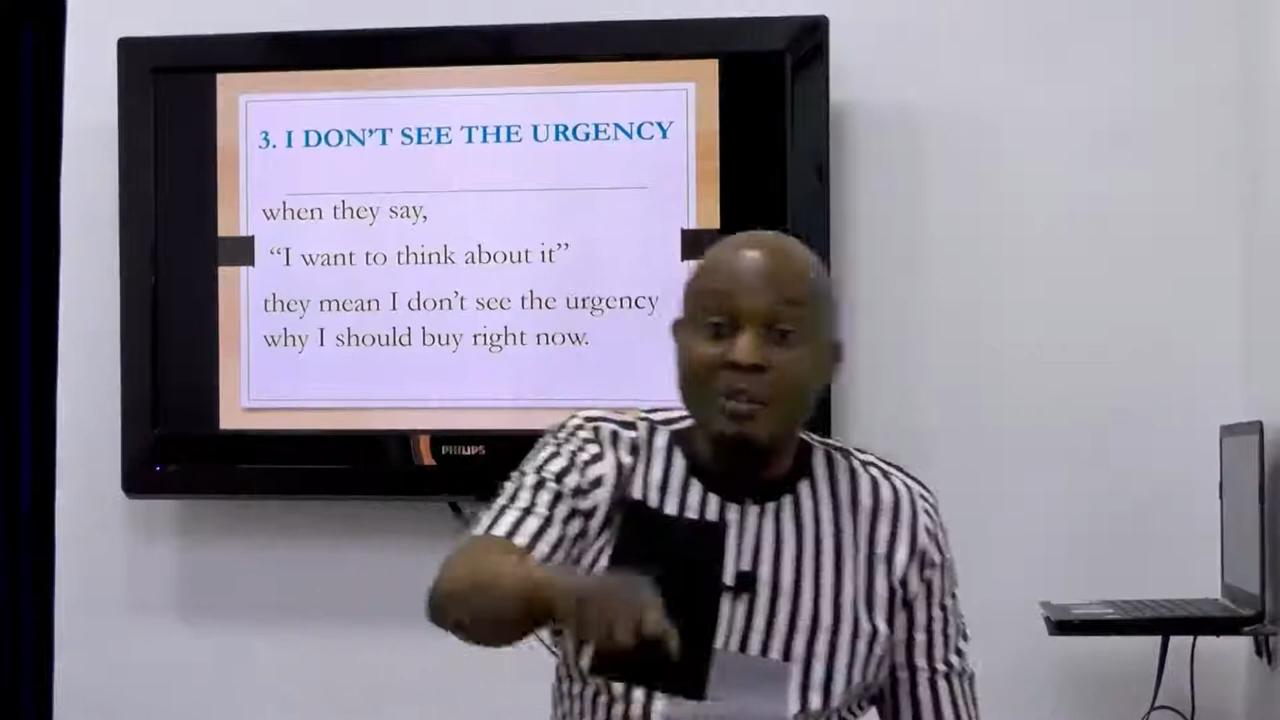 3. I DON'T SEE THE URGENCY
when they say,
“I want to think about it”
they mean I don't see the urgency
why I should buy right now.
PHILIPS